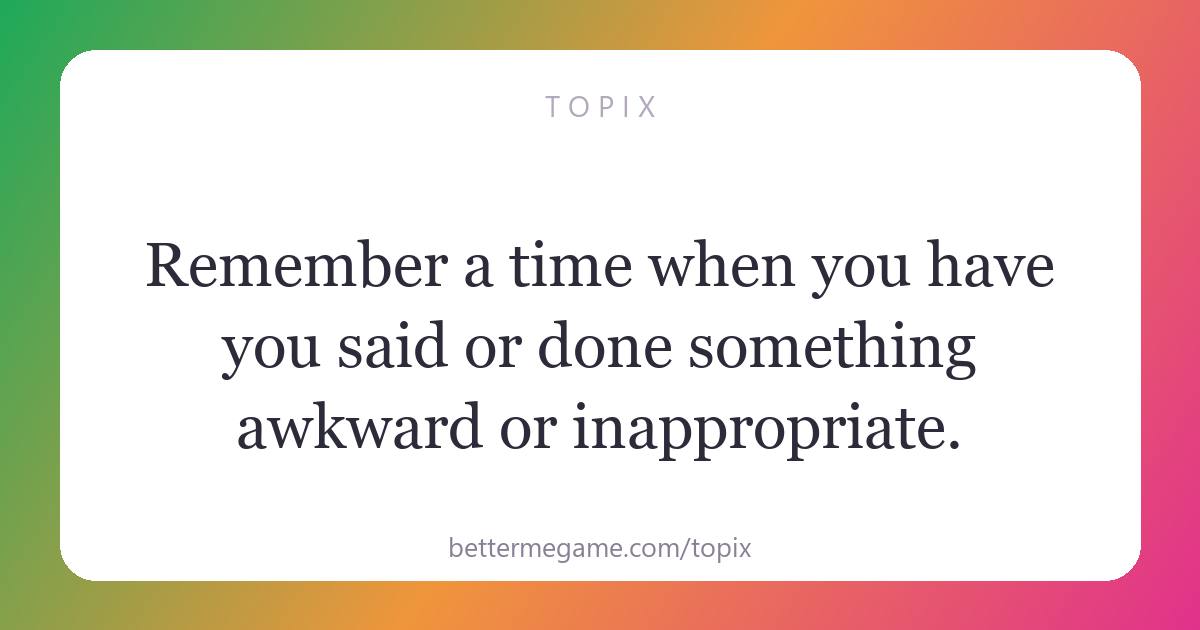 TOPIX
Remember a time when you have
you said or done something
awkward or inappropriate.
bettermegame.com/topix